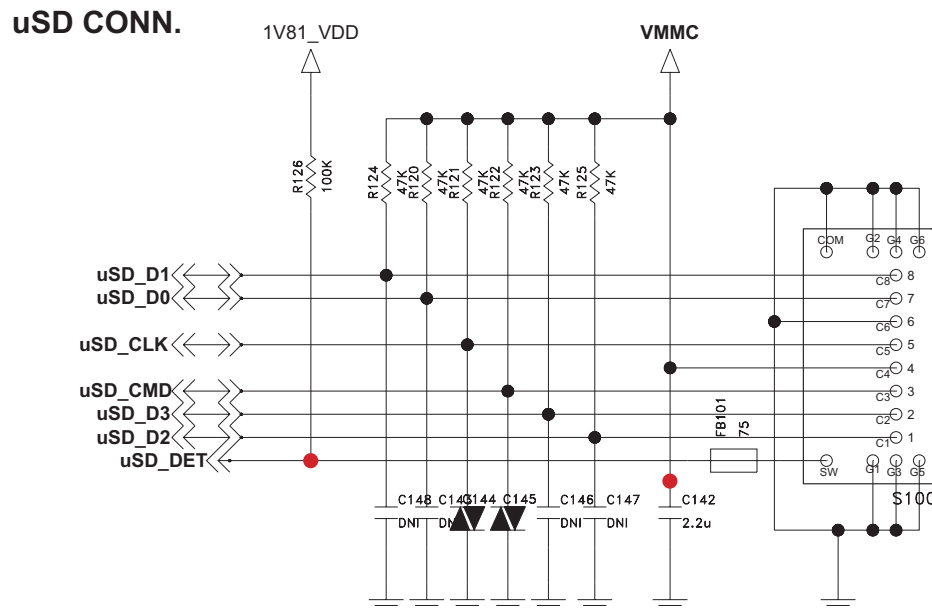 uSD CONN.
1V81_VDD
VMMC
R126
100K
R124
47K
R120
47K
R121
47K
R122
47K
R123
47K
R125
47K
COM
G2
G4
G6
uSD_D1
C8
8
uSD_D0
C7
7
C6
6
uSD_CLK
C5
5
C4
4
uSD_CMD
C3
3
uSD_D3
C2
2
uSD_D2
C1
1
uSD_DET
FB101
75
SW
G1
G3
G5
S100
C148
DNI
C144
C145
C146
DNI
C147
DNI
C142
2.2u